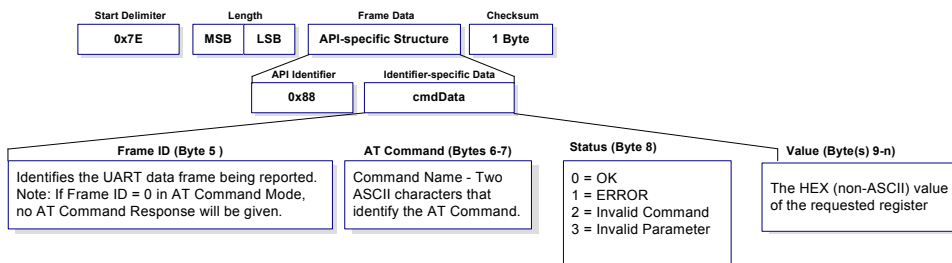 Start Delimiter Length Frame Data Checksum
0x7E MSB LSB API-specific Structure 1 Byte
API Identifier Identifier-specific Data
0x88 cmdData
Frame ID (Byte 5 )
Identifies the UART data frame being reported.
Note: If Frame ID = 0 in AT Command Mode,
no AT Command Response will be given.
AT Command (Bytes 6-7)
Command Name - Two
ASCII characters that
identify the AT Command.
Status (Byte 8)
0 = OK
1 = ERROR
2 = Invalid Command
3 = Invalid Parameter
Value (Byte(s) 9-n)
The HEX (non-ASCII) value
of the requested register